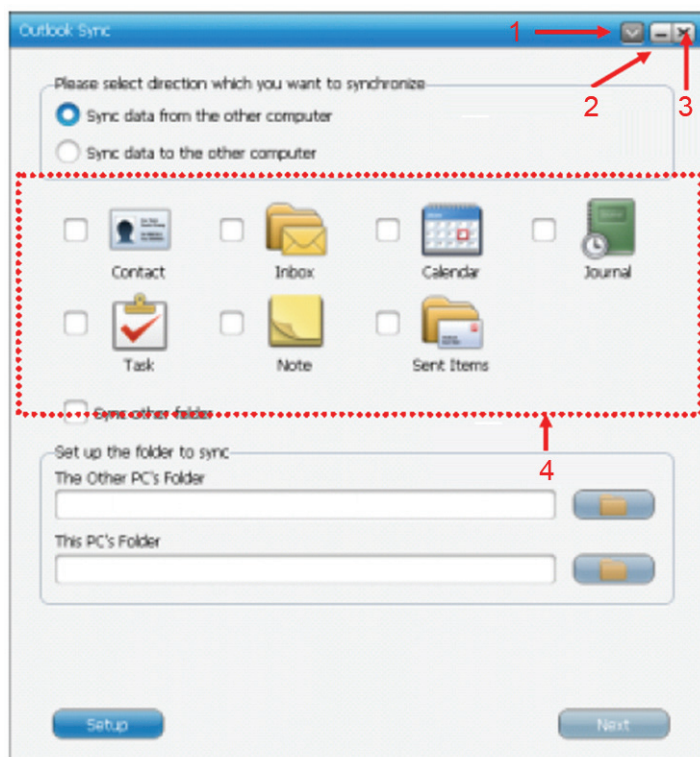 Outlook Sync
1
2
3
Please select direction which you want to synchronize
Sync data from the other computer
Sync data to the other computer
Contact
Inbox
Calendar
Journal
Task
Note
Sent Items
Sync other folder
4
Set up the folder to sync
The Other PC's Folder
This PC's Folder
Setup
Next